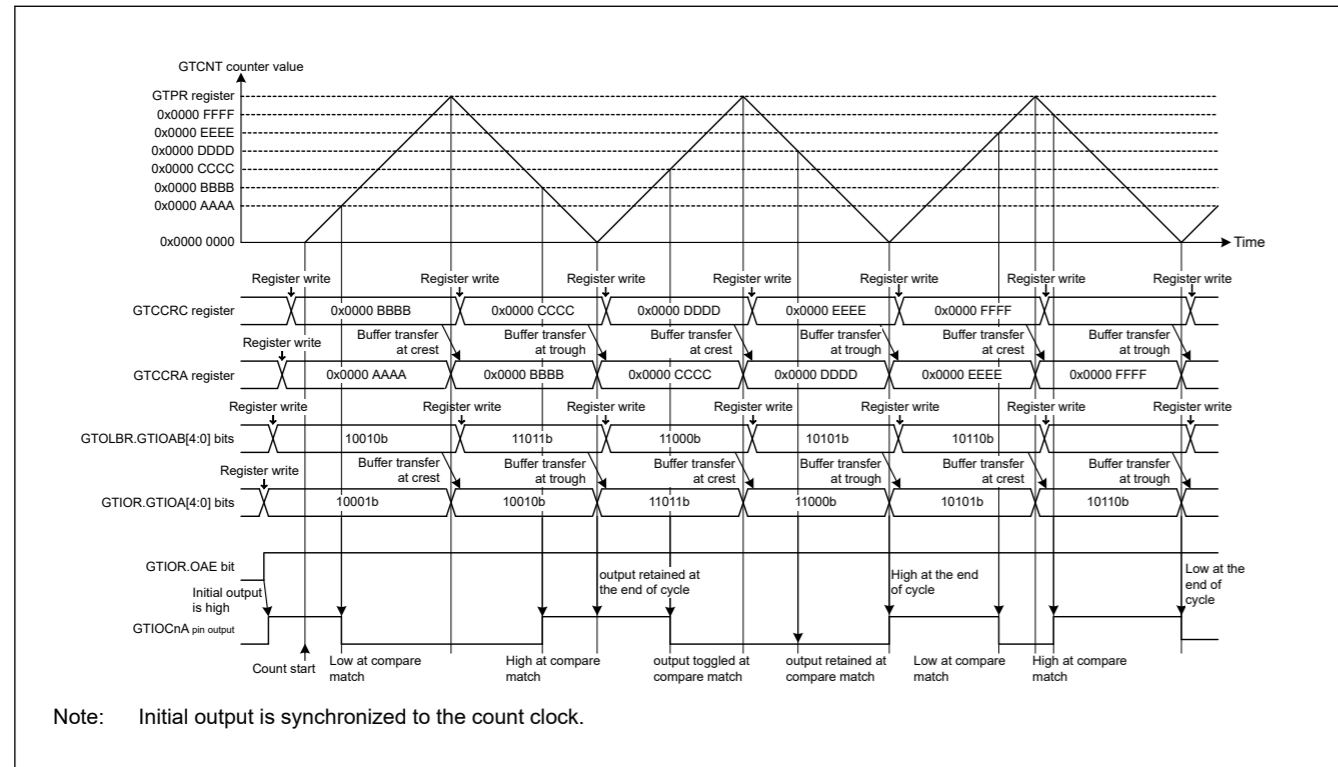 GTCNT counter value
GTPR register
0x0000 FFFF
0x0000 EEEE
0x0000 DDDD
0x0000 CCCC
0x0000 BBBB
0x0000 AAAA
0x0000 0000
Time
Register write Register write Register write Register write Register write Register write Register write
GTCCRC register 0x0000 BBBB 0x0000 CCCC 0x0000 DDDD 0x0000 EEEE 0x0000 FFFF
Register write Buffer transfer Buffer transfer Buffer transfer Buffer transfer Buffer transfer Buffer transfer
at crest at trough at crest at trough at crest at trough
GTCCRA register 0x0000 AAAA 0x0000 BBBB 0x0000 CCCC 0x0000 DDDD 0x0000 EEEE 0x0000 FFFF
Register write Register write Register write Register write Register write Register write Register write
GTOLBR.GTIOAB[4:0] bits 10010b 11011b 11000b 10101b 10110b
Register write Buffer transfer Buffer transfer Buffer transfer Buffer transfer Buffer transfer Buffer transfer
at crest at trough at crest at trough at crest at trough
GTIOR.GTIOA[4:0] bits 10001b 10010b 11011b 11000b 10101b 10110b
GTIOR.OAE bit
Initial output
is high
output retained at
the end of cycle
High at the end
of cycle
Low at the
end of
cycle
GTIOCnA pin output
Count start
Low at compare
match
High at compare
match
output toggled at
compare match
output retained at
compare match
Low at compare
match
High at compare
match
Note: Initial output is synchronized to the count clock.